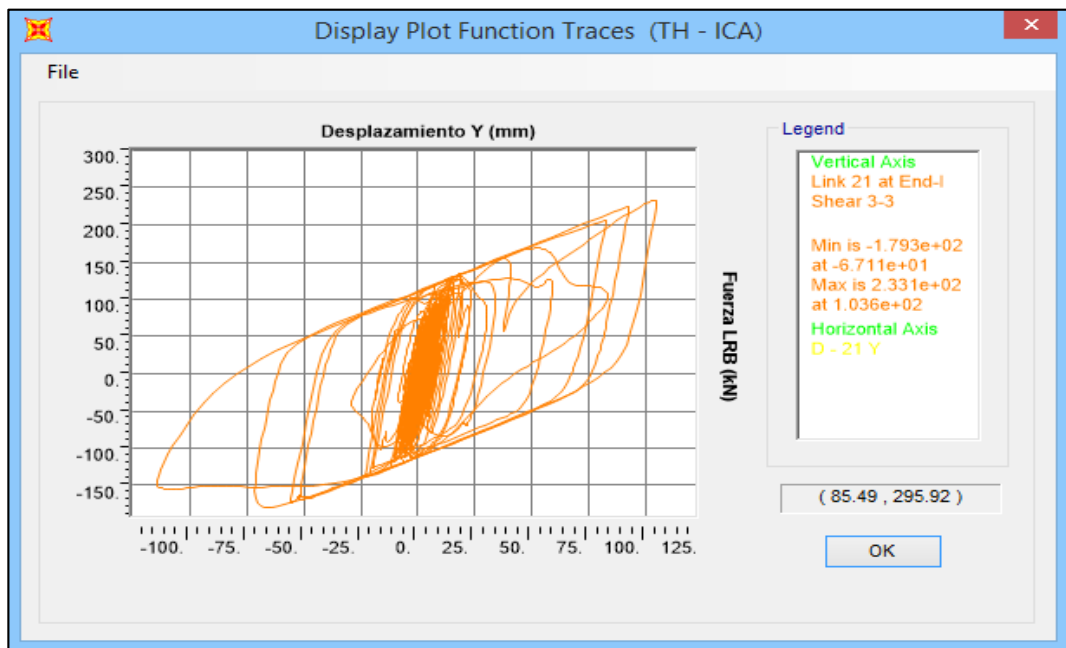 Display Plot Function Traces (TH - ICA)
File
Desplazamiento Y (mm)
300.
250.
200.
150.
100.
50.
0.
-50.
-100.
-150.
-100. -75. -50. -25. 0. 25. 50. 75. 100. 125.
Fuerza LRB (kN)
Legend
Vertical Axis
Link 21 at End-I
Shear 3-3
Min is -1.793e+02
at -6.711e+01
Max is 2.331e+02
at 1.036e+02
Horizontal Axis
D - 21 Y
( 85.49 , 295.92 )
OK